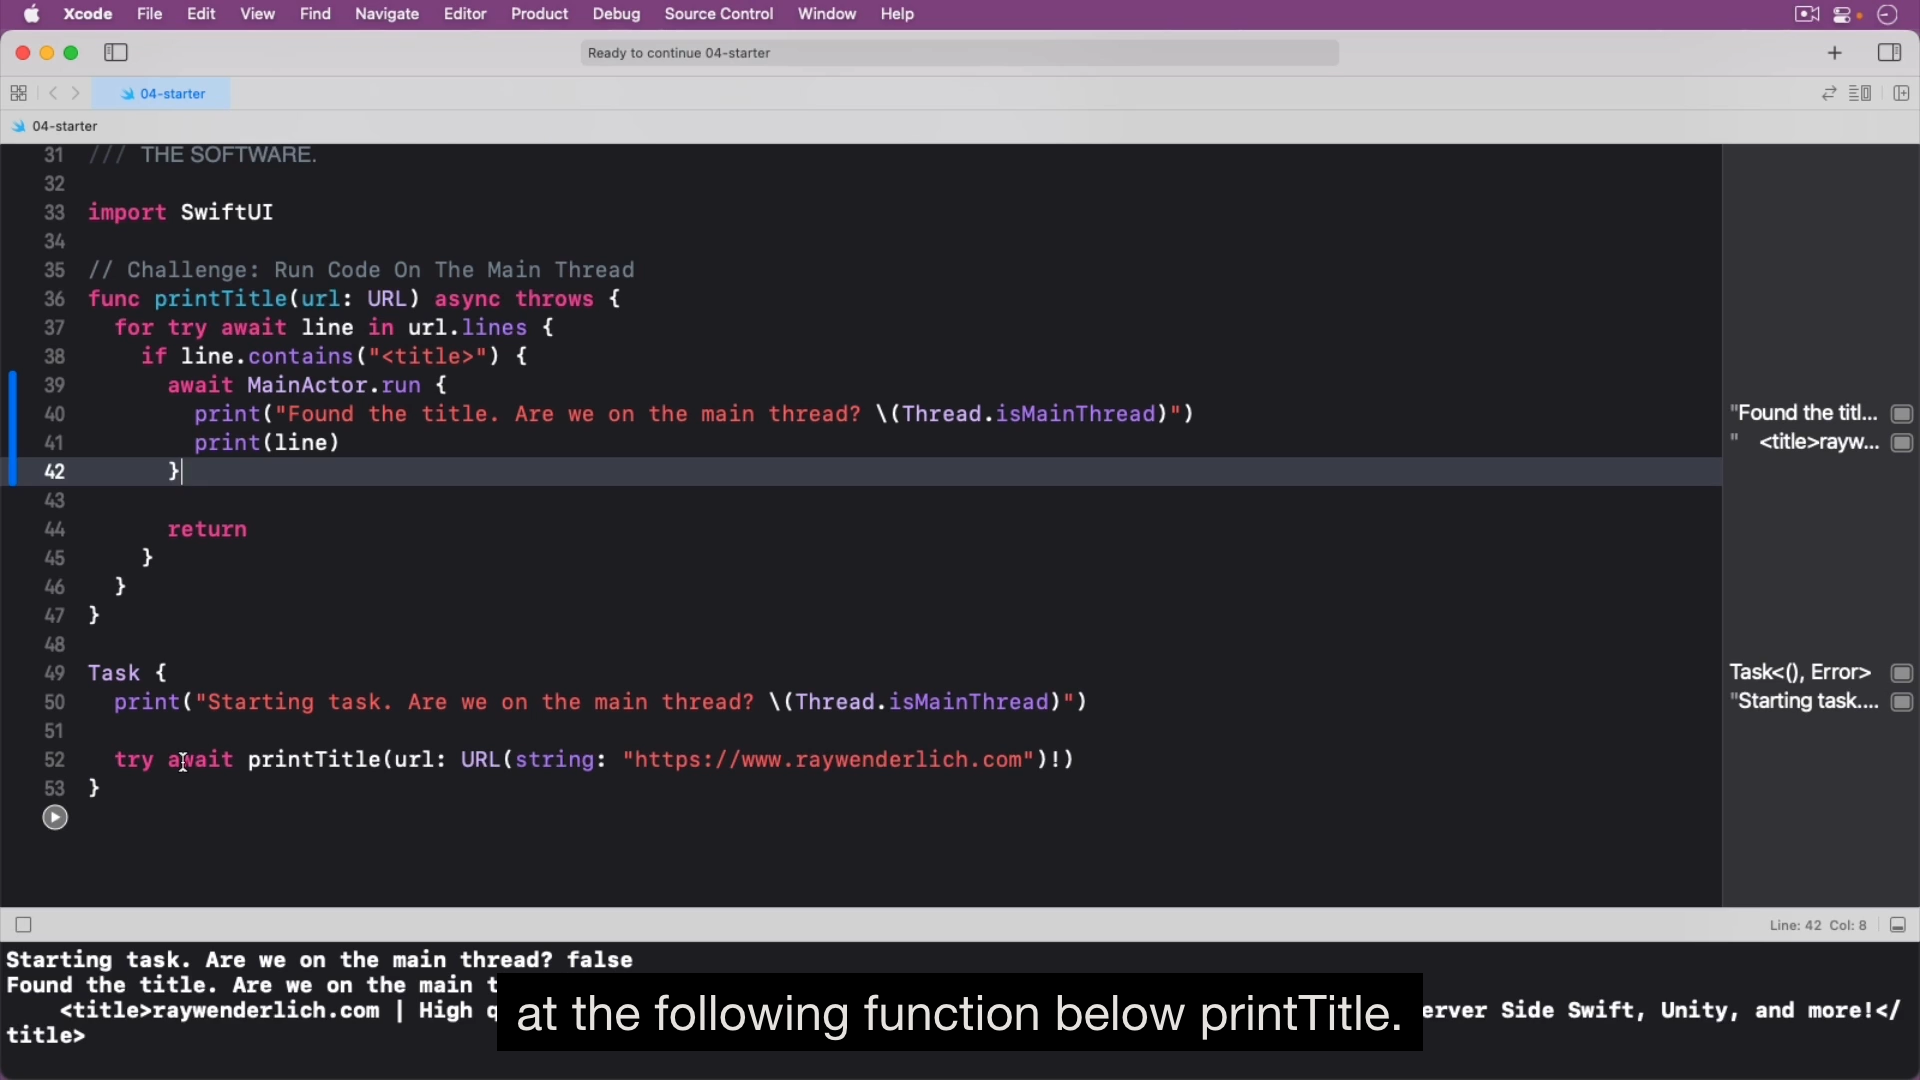 Xcode File Edit View Find Navigate Editor Product Debug Source Control Window Help
Ready to continue 04-starter
04-starter
04-starter
31 /// THE SOFTWARE.
32
33 import SwiftUI
34
35 // Challenge: Run Code On The Main Thread
36 func printTitle(url: URL) async throws {
37 for try await line in url.lines {
38 if line.contains("<title>") {
39 await MainActor.run {
40 print("Found the title. Are we on the main thread? \(Thread.isMainThread)")
"Found the titl...
41 print(line)
" <title>rayw...
42 }
43
44 return
45 }
46 }
47 }
48
49 Task {
Task<(), Error>
50 print("Starting task. Are we on the main thread? \(Thread.isMainThread)")
"Starting task....
51
52 try await printTitle(url: URL(string: "https://www.raywenderlich.com")!)
53 }
Line: 42 Col: 8
Starting task. Are we on the main thread? false
Found the title. Are we on the main
<title>raywenderlich.com | High
Side Swift, Unity, and more!</
title>
at the following function below printTitle.